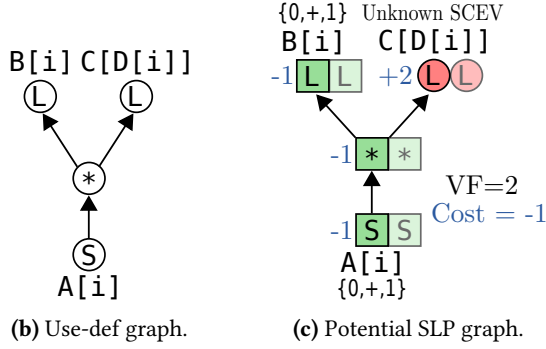 B[i] C[D[i]]
L L
*
S
A[i]
(b) Use-def graph.
{0,+,1} Unknown SCEV
B[i] C[D[i]]
-1 L L +2 L L
-1 * *
VF=2
Cost = -1
-1 S S
A[i]
{0,+,1}
(c) Potential SLP graph.